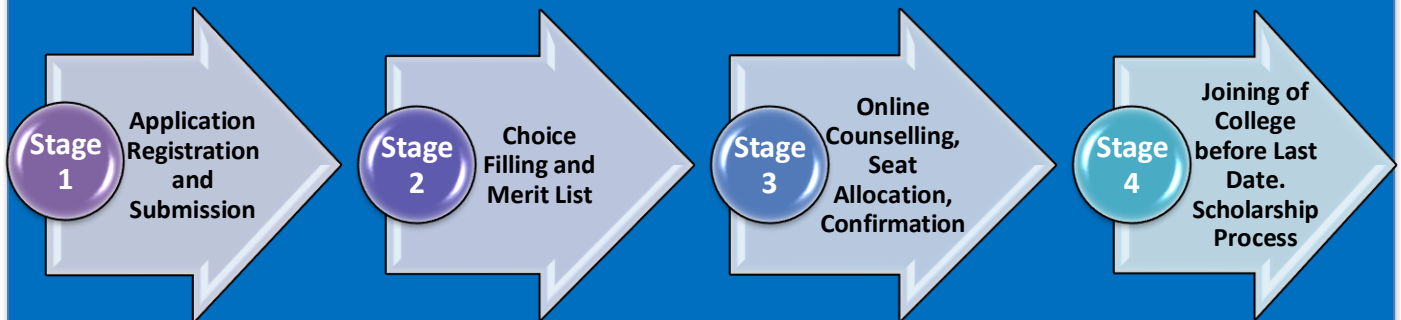 Stage
1
Application
Registration
and
Submission
Stage
2
Choice
Filling and
Merit List
Stage
3
Online
Counselling,
Seat
Allocation,
Confirmation
Stage
4
Joining of
College
before Last
Date.
Scholarship
Process